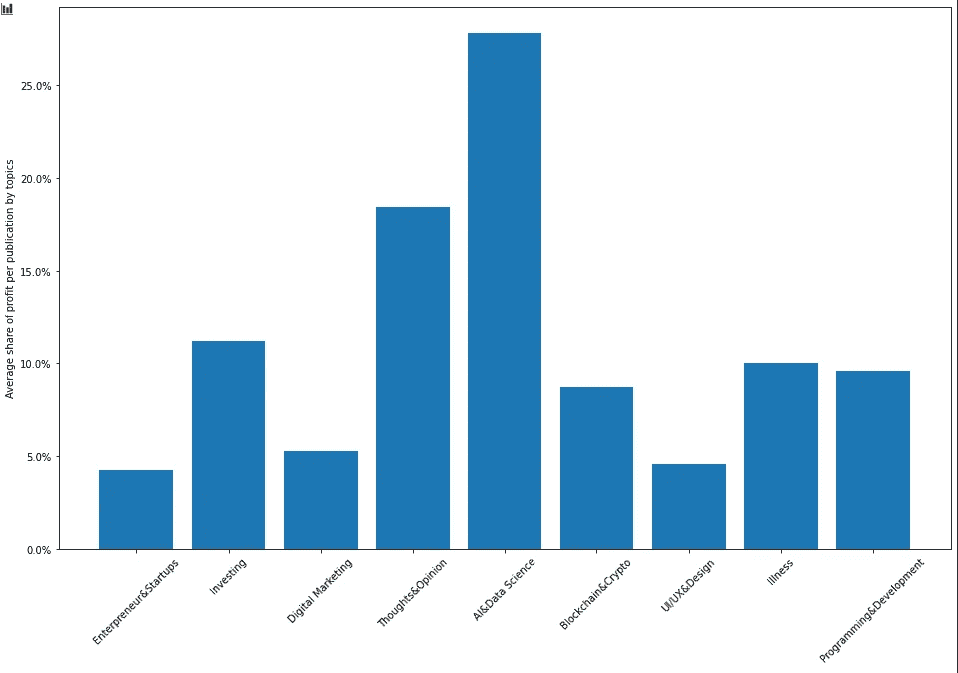 Average share of profit per publication by topics
25.0%
20.0%
15.0%
10.0%
5.0%
0.0%
Enterpreneur&Startups
Investing
Digital Marketing
Thoughts&Opinion
AI&Data Science
Blockchain&Crypto
UI/UX&Design
Illness
Programming&Development